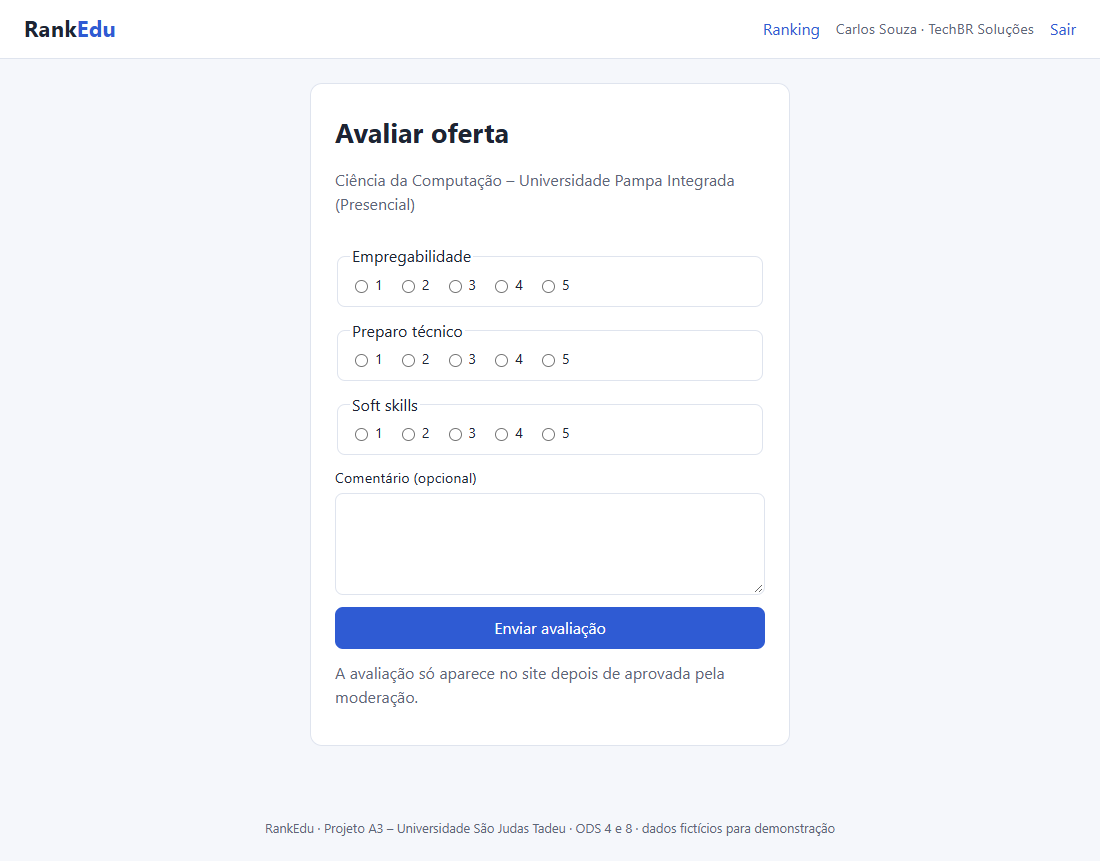 RankEdu
Ranking Carlos Souza · TechBR Soluções Sair
Avaliar oferta
Ciência da Computação – Universidade Pampa Integrada
(Presencial)
Empregabilidade
1 2 3 4 5
Preparo técnico
1 2 3 4 5
Soft skills
1 2 3 4 5
Comentário (opcional)
Enviar avaliação
A avaliação só aparece no site depois de aprovada pela
moderação.
RankEdu · Projeto A3 – Universidade São Judas Tadeu · ODS 4 e 8 · dados fictícios para demonstração